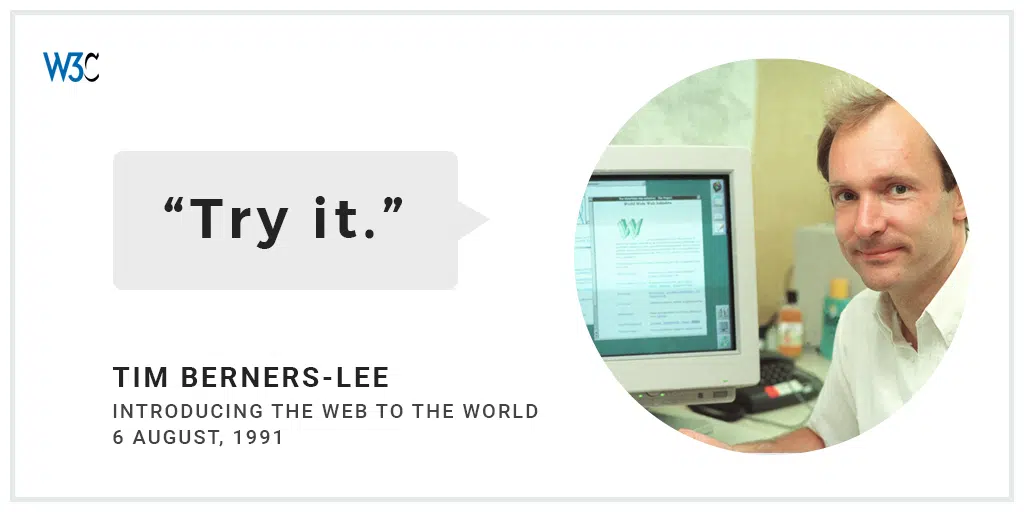 W3C
“Try it.”
TIM BERNERS-LEE
INTRODUCING THE WEB TO THE WORLD
6 AUGUST, 1991
W